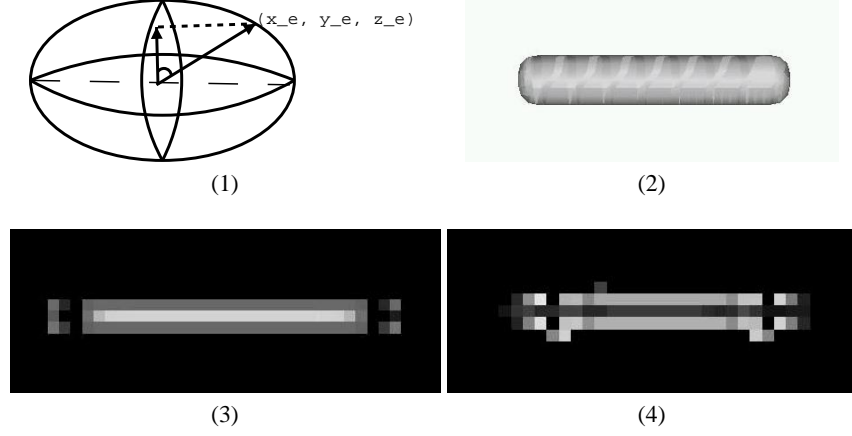 (x_e, y_e, z_e)
(1)
(2)
(3)
(4)